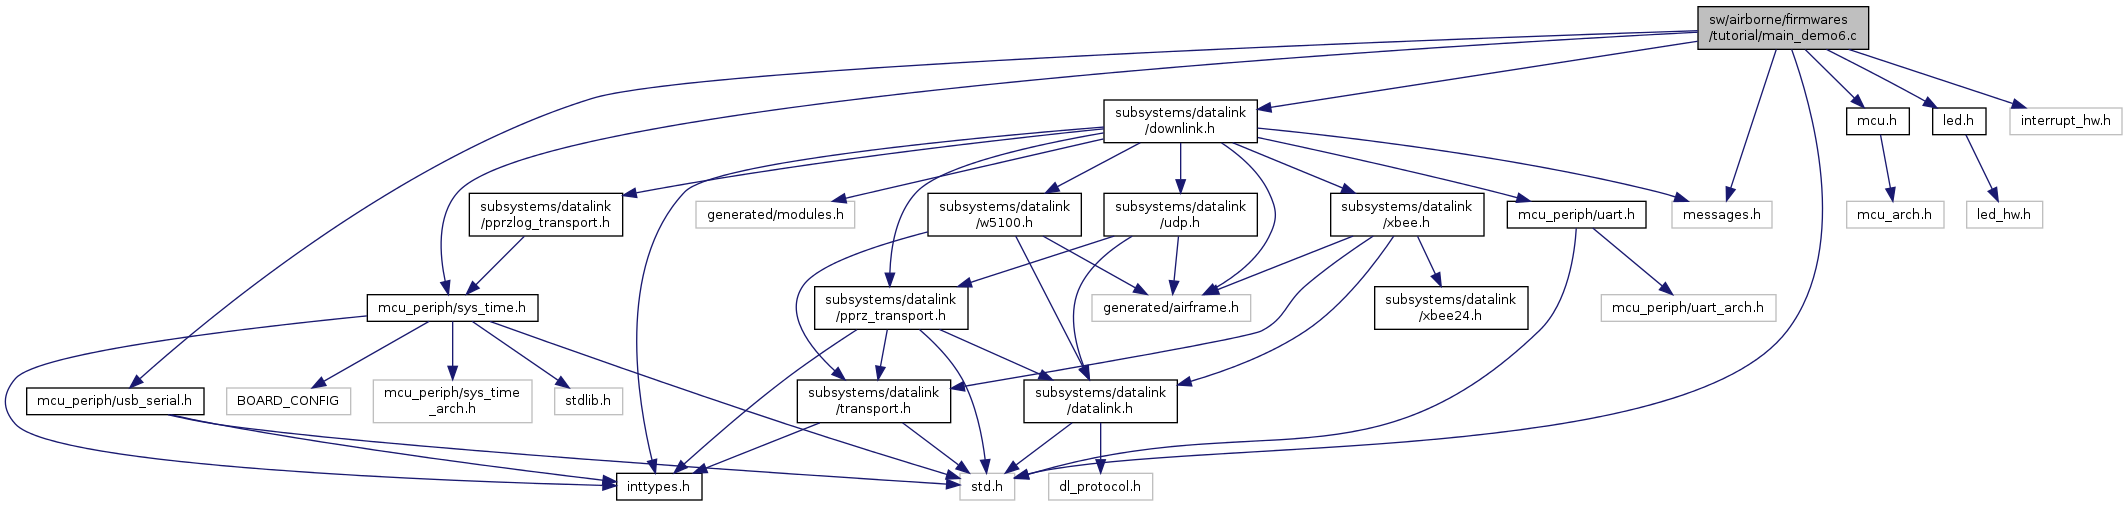 sw/airborne/firmwares
/tutorial/main_demo6.c
subsystems/datalink
/downlink.h
mcu.h
led.h
interrupt_hw.h
subsystems/datalink
/pprzlog_transport.h
generated/modules.h
subsystems/datalink
/w5100.h
subsystems/datalink
/udp.h
subsystems/datalink
/xbee.h
mcu_periph/uart.h
messages.h
mcu_arch.h
led_hw.h
mcu_periph/sys_time.h
subsystems/datalink
/pprz_transport.h
generated/airframe.h
subsystems/datalink
/xbee24.h
mcu_periph/uart_arch.h
mcu_periph/usb_serial.h
BOARD_CONFIG
mcu_periph/sys_time
_arch.h
stdlib.h
subsystems/datalink
/transport.h
subsystems/datalink
/datalink.h
inttypes.h
std.h
dl_protocol.h